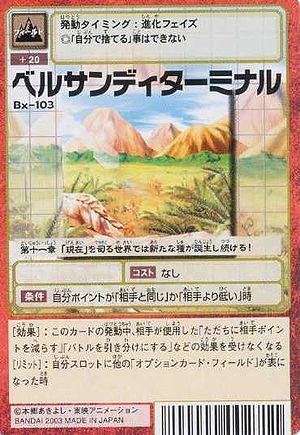 フィールド
発動タイミング：進化フェイズ
◎「自分で捨てる」事はできない
+20
ベルサンディターミナル
Bx-103
第十一章 「現在」を司る世界では新たな種が誕生し続ける！
コスト なし
条件 自分ポイントが「相手と同じ」か「相手より低い」時
[効果]：このカードの発動中、相手が使用した「ただちに相手ポイント
を減らす」「バトルを引き分けにする」などの効果を受けなくなる
[リミット]：自分スロットに他の「オプションカード・フィールド」が裏
になった時
©本郷あきよし・東映アニメーション
BANDAI 2003 MADE IN JAPAN